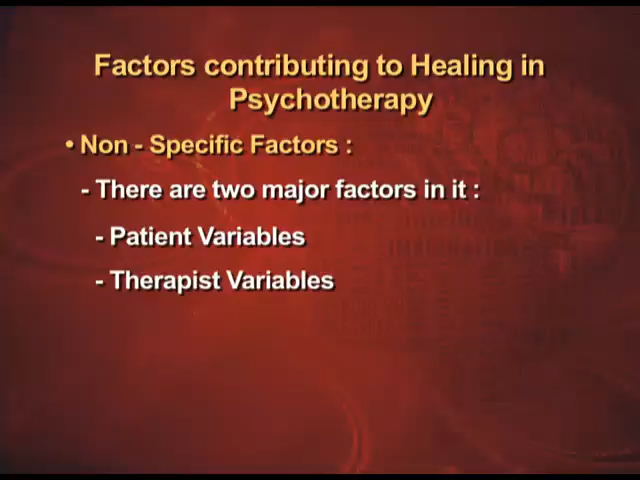 Factors contributing to Healing in
Psychotherapy
• Non - Specific Factors :
- There are two major factors in it :
- Patient Variables
- Therapist Variables